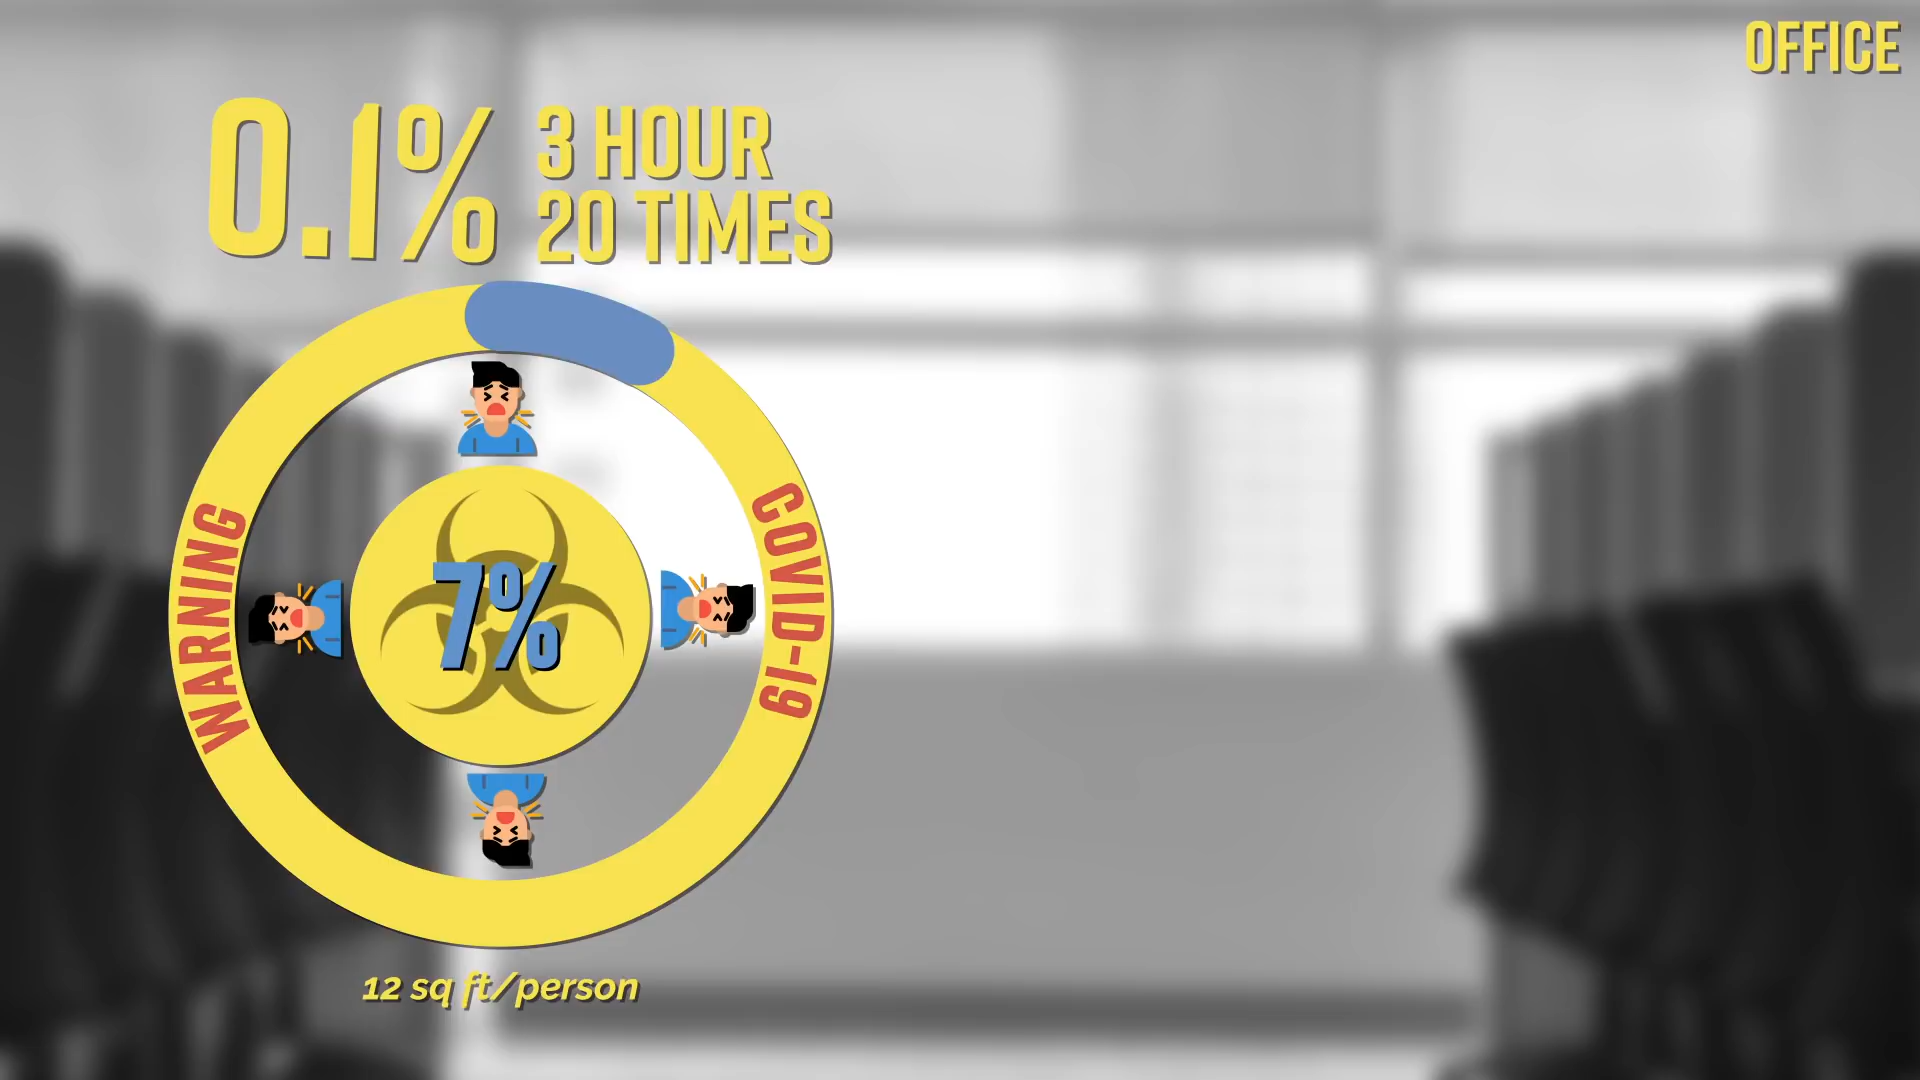 OFFICE
0.1%
3 HOUR
20 TIMES
WARNING
COVID-19
7%
12 sq ft/person